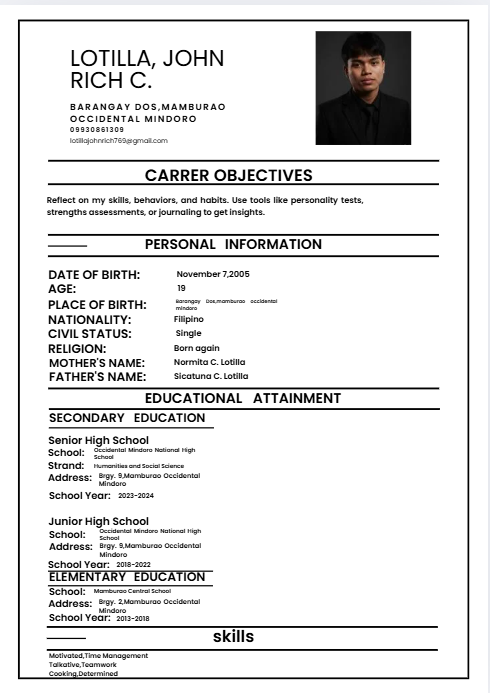 LOTILLA, JOHN
RICH C.
BARANGAY DOS,MAMBURAO
OCCIDENTAL MINDORO
09930861309
lotillajohnrich769@gmail.com
CARRER OBJECTIVES
Reflect on my skills, behaviors, and habits. Use tools like personality tests,
strengths assessments, or journaling to get insights.
PERSONAL INFORMATION
DATE OF BIRTH: November 7,2005
AGE: 19
PLACE OF BIRTH: Barangay Dos,mamburao occidental
mindoro
NATIONALITY: Filipino
CIVIL STATUS: Single
RELIGION: Born again
MOTHER'S NAME: Normita C. Lotilla
FATHER'S NAME: Sicatuna C. Lotilla
EDUCATIONAL ATTAINMENT
SECONDARY EDUCATION
Senior High School
School: Occidental Mindoro National High
School
Strand: Humanities and Social Science
Address: Brgy. 9,Mamburao Occidental
Mindoro
School Year: 2023-2024
Junior High School
School: Occidental Mindoro National High
School
Address: Brgy. 9,Mamburao Occidental
Mindoro
School Year: 2018-2022
ELEMENTARY EDUCATION
School: Mamburao Central School
Address: Brgy. 2,Mamburao Occidental
Mindoro
School Year: 2013-2018
skills
Motivated,Time Management
Talkative,Teamwork
Cooking,Determined